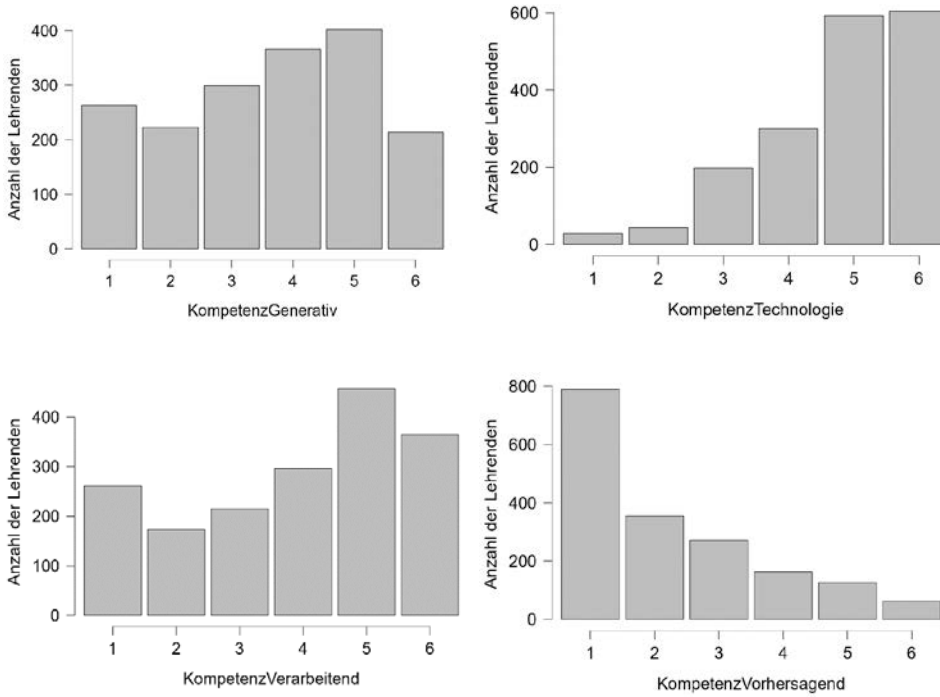 Anzahl der Lehrenden
400
300
200
100
0
1 2 3 4 5 6
KompetenzGenerativ
Anzahl der Lehrenden
600
400
200
0
1 2 3 4 5 6
KompetenzTechnologie
Anzahl der Lehrenden
400
300
200
100
0
1 2 3 4 5 6
KompetenzVerarbeitend
Anzahl der Lehrenden
800
600
400
200
0
1 2 3 4 5 6
KompetenzVorhersagend